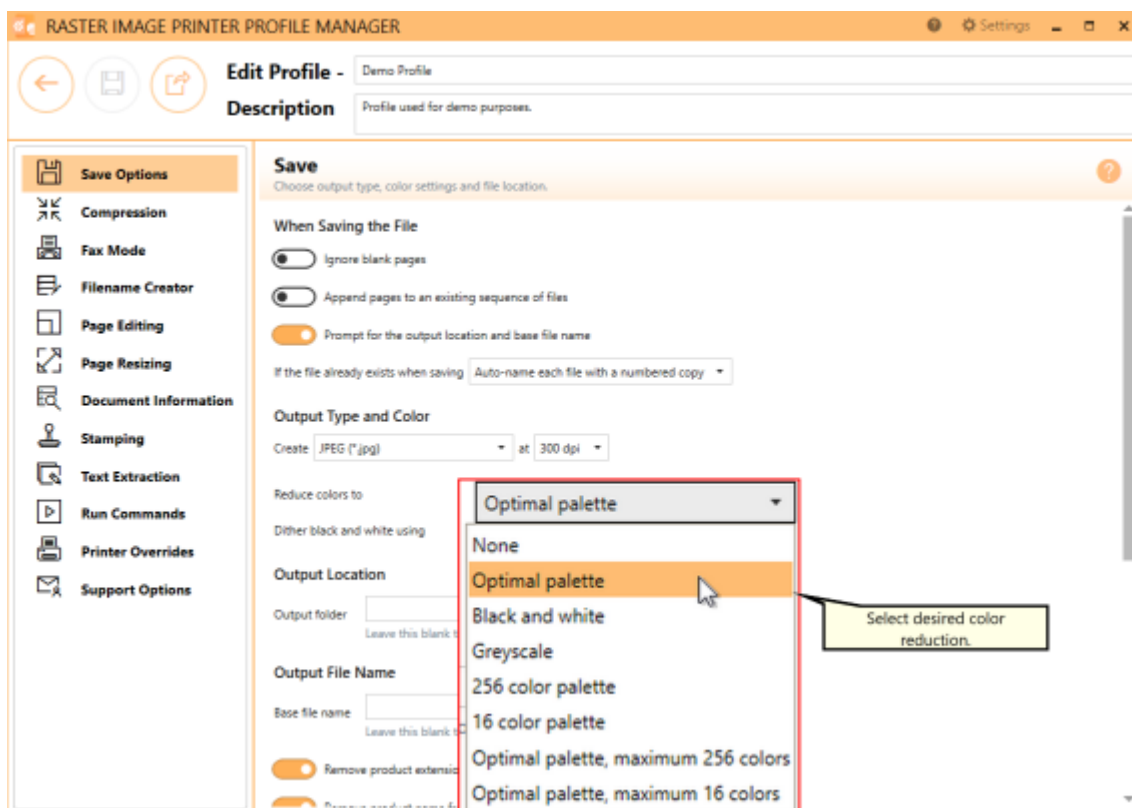 RASTER IMAGE PRINTER PROFILE MANAGER
Settings
Edit Profile - Demo Profile
Description Profile used for demo purposes.
Save Options
Compression
Fax Mode
Filename Creator
Page Editing
Page Resizing
Document Information
Stamping
Text Extraction
Run Commands
Printer Overrides
Support Options
Save
Choose output type, color settings and file location.
When Saving the File
Ignore blank pages
Append pages to an existing sequence of files
Prompt for the output location and base file name
If the file already exists when saving Auto-name each file with a numbered copy
Output Type and Color
Create JPEG (*.jpg) at 300 dpi
Reduce colors to Optimal palette
Dither black and white using
None
Optimal palette
Black and white
Greyscale
256 color palette
16 color palette
Optimal palette, maximum 256 colors
Optimal palette, maximum 16 colors
Select desired color
reduction.
Output Location
Output folder
Leave this blank
Output File Name
Base file name
Leave this blank
Remove product